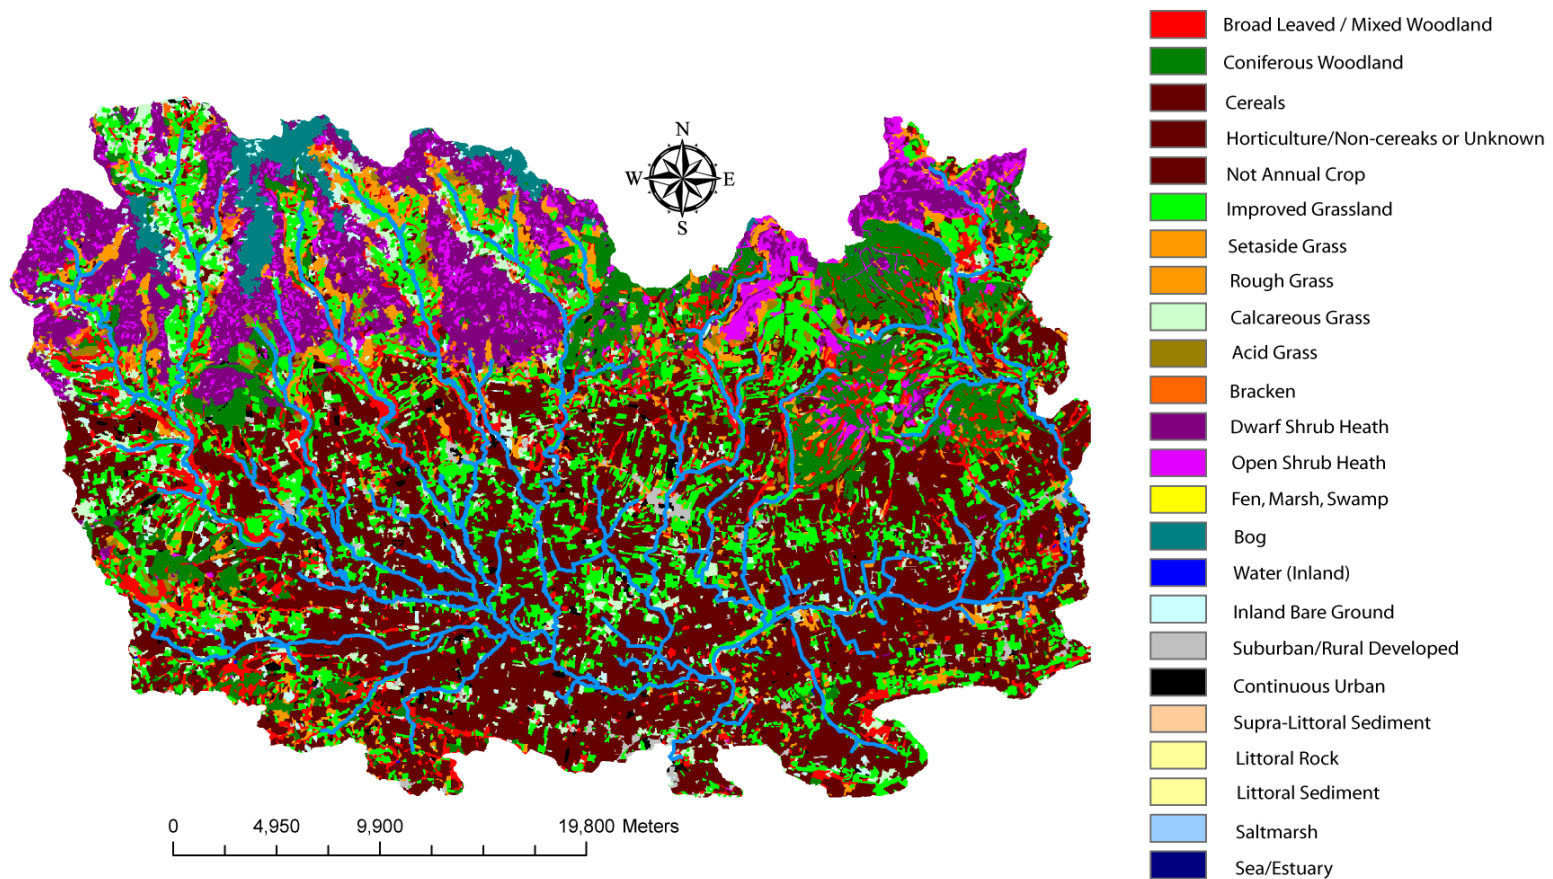 Broad Leaved / Mixed Woodland
Coniferous Woodland
Cereals
Horticulture/Non-cereaks or Unknown
Not Annual Crop
Improved Grassland
Setaside Grass
Rough Grass
Calcareous Grass
Acid Grass
Bracken
Dwarf Shrub Heath
Open Shrub Heath
Fen, Marsh, Swamp
Bog
Water (Inland)
Inland Bare Ground
Suburban/Rural Developed
Continuous Urban
Supra-Littoral Sediment
Littoral Rock
Littoral Sediment
Saltmarsh
Sea/Estuary
N
W E
S
0 4,950 9,900 19,800 Meters